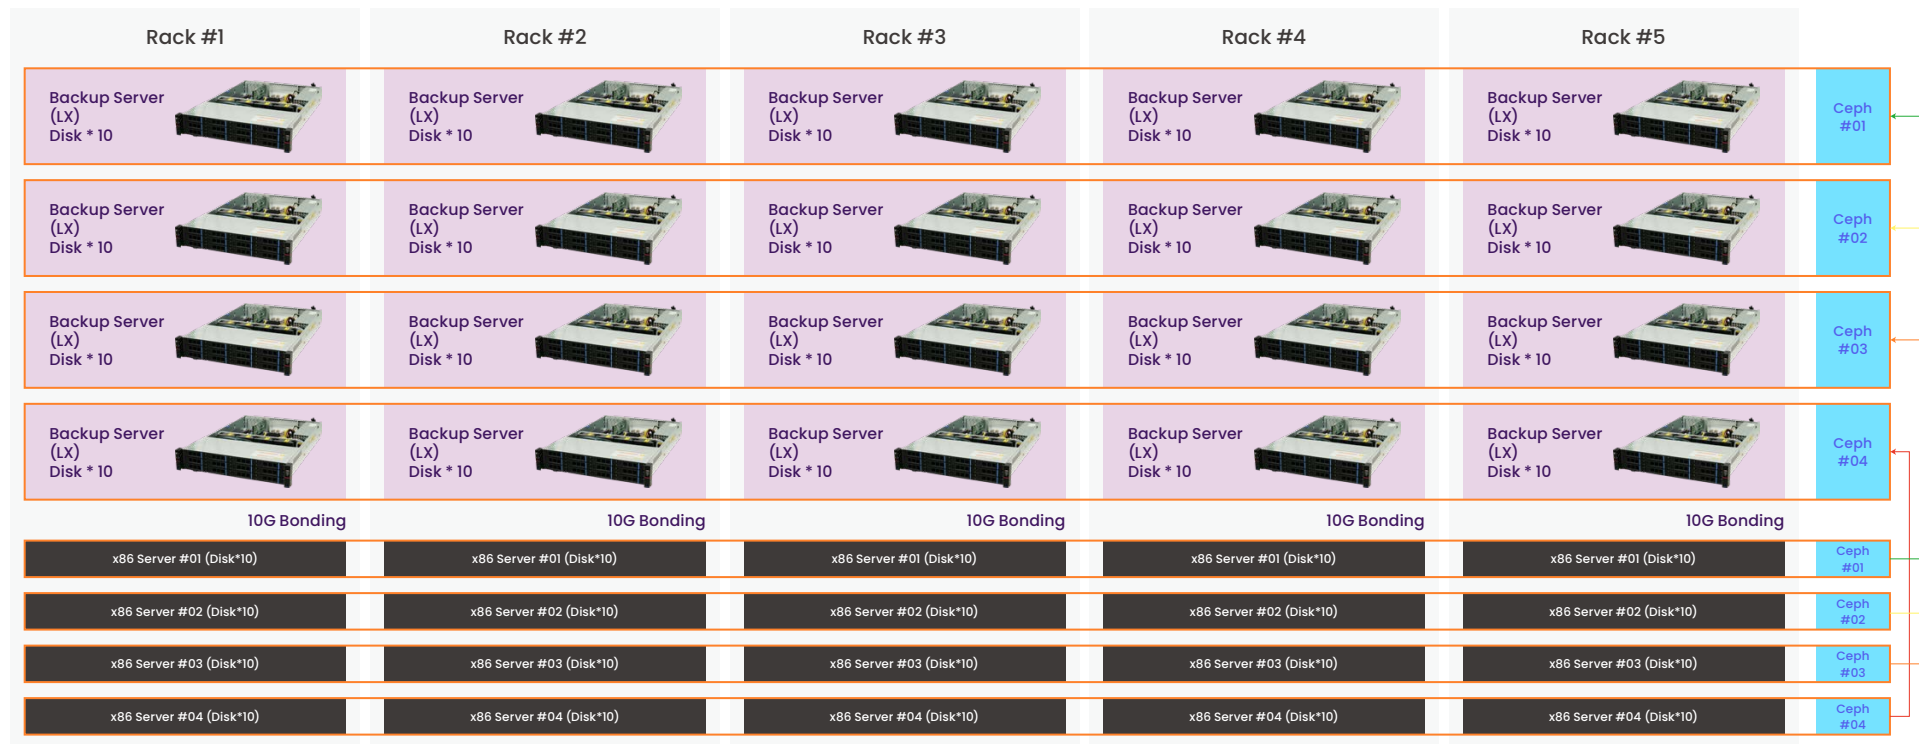 Rack #1
Rack #2
Rack #3
Rack #4
Rack #5
Backup Server
(LX)
Disk * 10
Backup Server
(LX)
Disk * 10
Backup Server
(LX)
Disk * 10
Backup Server
(LX)
Disk * 10
Backup Server
(LX)
Disk * 10
Ceph
#01
Backup Server
(LX)
Disk * 10
Backup Server
(LX)
Disk * 10
Backup Server
(LX)
Disk * 10
Backup Server
(LX)
Disk * 10
Backup Server
(LX)
Disk * 10
Ceph
#02
Backup Server
(LX)
Disk * 10
Backup Server
(LX)
Disk * 10
Backup Server
(LX)
Disk * 10
Backup Server
(LX)
Disk * 10
Backup Server
(LX)
Disk * 10
Ceph
#03
Backup Server
(LX)
Disk * 10
Backup Server
(LX)
Disk * 10
Backup Server
(LX)
Disk * 10
Backup Server
(LX)
Disk * 10
Backup Server
(LX)
Disk * 10
Ceph
#04
10G Bonding
10G Bonding
10G Bonding
10G Bonding
10G Bonding
x86 Server #01 (Disk*10)
x86 Server #01 (Disk*10)
x86 Server #01 (Disk*10)
x86 Server #01 (Disk*10)
x86 Server #01 (Disk*10)
Ceph
#01
x86 Server #02 (Disk*10)
x86 Server #02 (Disk*10)
x86 Server #02 (Disk*10)
x86 Server #02 (Disk*10)
x86 Server #02 (Disk*10)
Ceph
#02
x86 Server #03 (Disk*10)
x86 Server #03 (Disk*10)
x86 Server #03 (Disk*10)
x86 Server #03 (Disk*10)
x86 Server #03 (Disk*10)
Ceph
#03
x86 Server #04 (Disk*10)
x86 Server #04 (Disk*10)
x86 Server #04 (Disk*10)
x86 Server #04 (Disk*10)
x86 Server #04 (Disk*10)
Ceph
#04